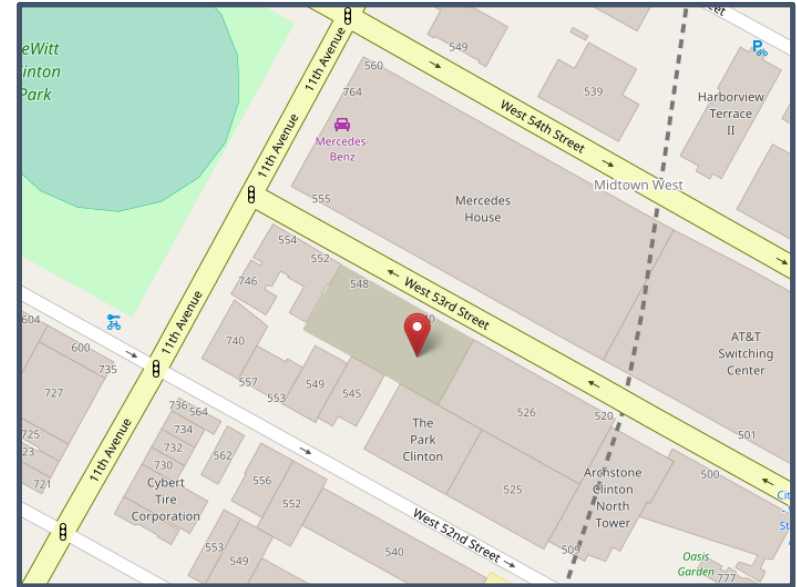 eet
eWitt
inton
Park
11th Avenue
549
560
764
Mercedes-
Benz
West 54th Street
539
Harborview
Terrace
II
Midtown West
11th Avenue
555
Mercedes
House
554
552
548
746
West 53rd Street
740
557
553
549
545
604
600
735
11th Avenue
727
725
23
721
736
564
734
732
730
562
Cybert
Tire
Corporation
556
552
553
549
540
The
Park
Clinton
526
525
520
AT&T
Switching
Center
501
500
Archstone
Clinton
North
Tower
509
West 52nd Street
11th Avenue
Oasis
Garden
777